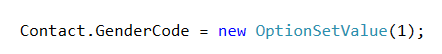 Contact.GenderCode = new OptionSetValue(1);